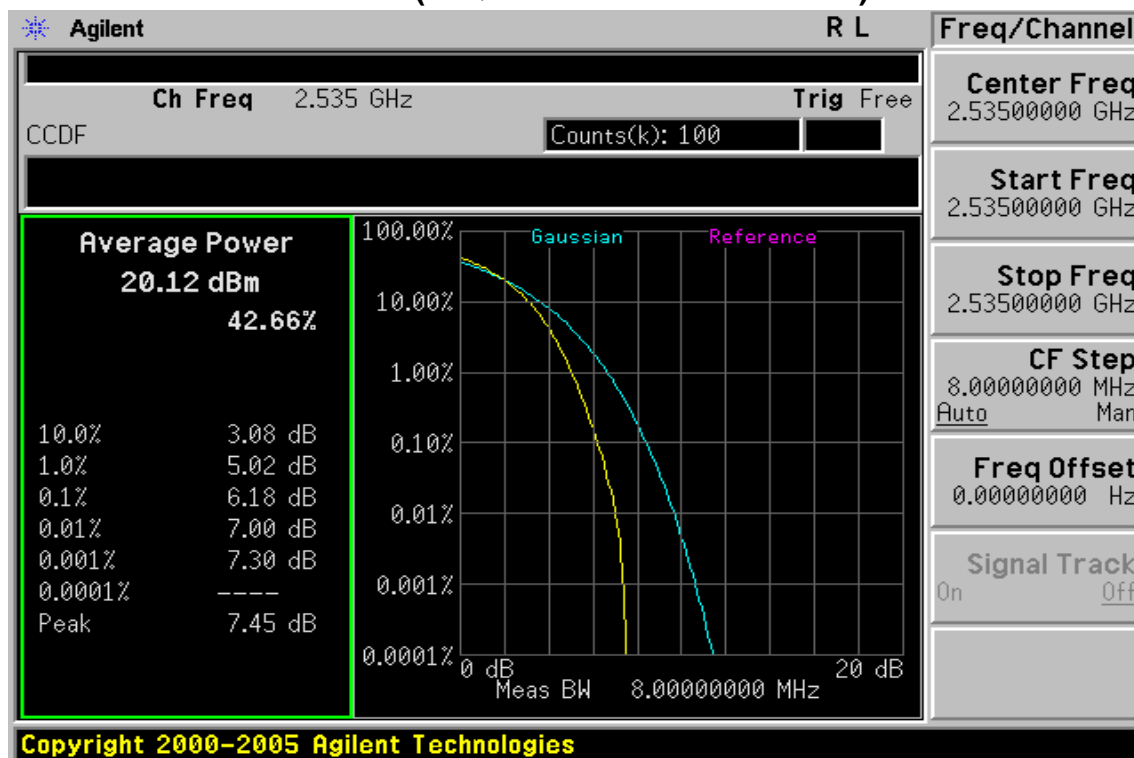 Agilent R L Freq/Channel
Ch Freq 2.535 GHz Trig Free
CCDF Counts(k): 100
Average Power
20.12 dBm
42.66%
10.0% 3.08 dB
1.0% 5.02 dB
0.1% 6.18 dB
0.01% 7.00 dB
0.001% 7.30 dB
0.0001% ----
Peak 7.45 dB
Gaussian Reference
100.00%
10.00%
1.00%
0.10%
0.01%
0.001%
0.0001%
0 dB 20 dB
Meas BW 8.00000000 MHz
Center Freq
2.53500000 GHz
Start Freq
2.53500000 GHz
Stop Freq
2.53500000 GHz
CF Step
8.00000000 MHz
Auto Man
Freq Offset
0.00000000 Hz
Signal Track
On Off
Copyright 2000-2005 Agilent Technologies